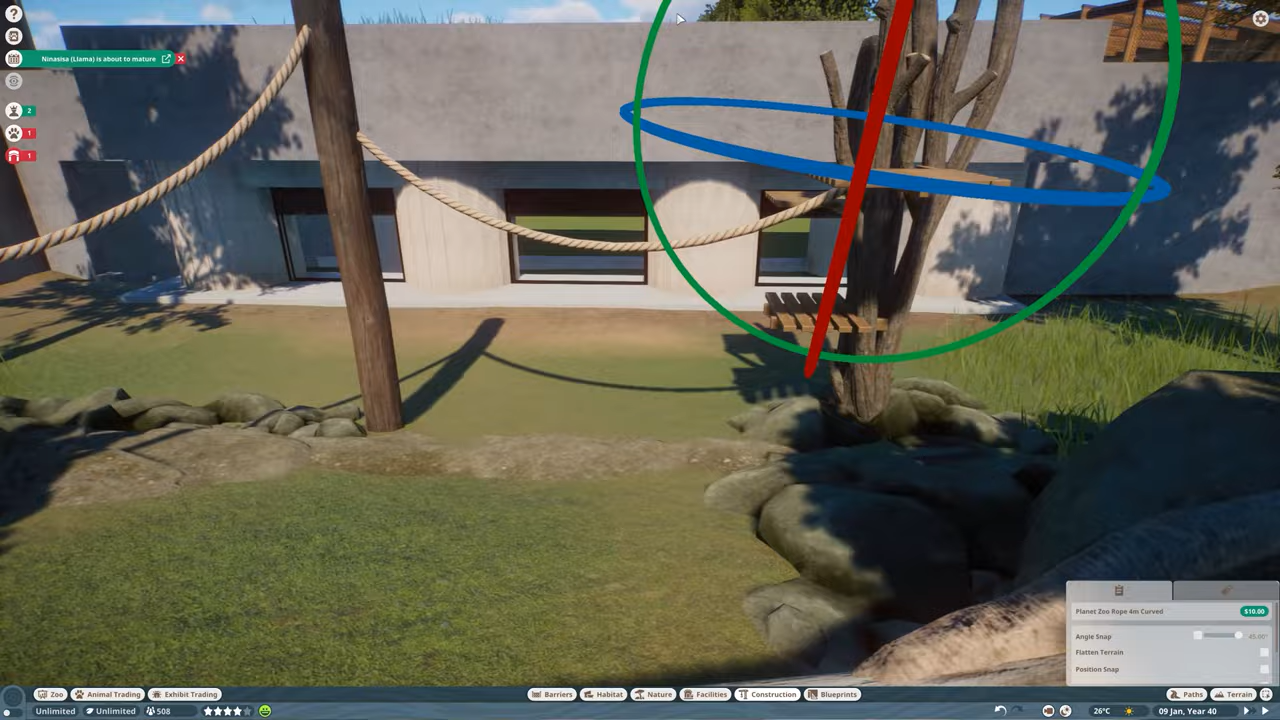 ?
Ninasisa (Llama) is about to mature
2
1
1
Planet Zoo Rope 4m Curved $10.00
Angle Snap 45.00°
Flatten Terrain
Position Snap
Zoo Animal Trading Exhibit Trading Barriers Habitat Nature Facilities Construction Blueprints Paths Terrain
Unlimited Unlimited 508 26°C 09 Jan, Year 40